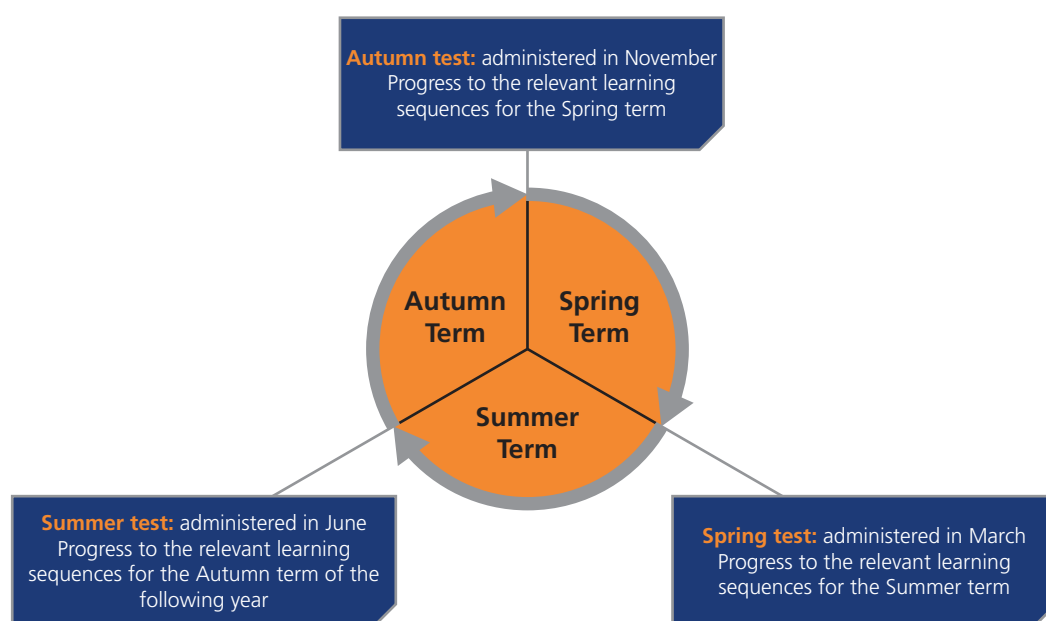 Autumn test: administered in November
Progress to the relevant learning
sequences for the Spring term
Autumn
Term
Spring
Term
Summer
Term
Summer test: administered in June
Progress to the relevant learning
sequences for the Autumn term of the
following year
Spring test: administered in March
Progress to the relevant learning
sequences for the Summer term